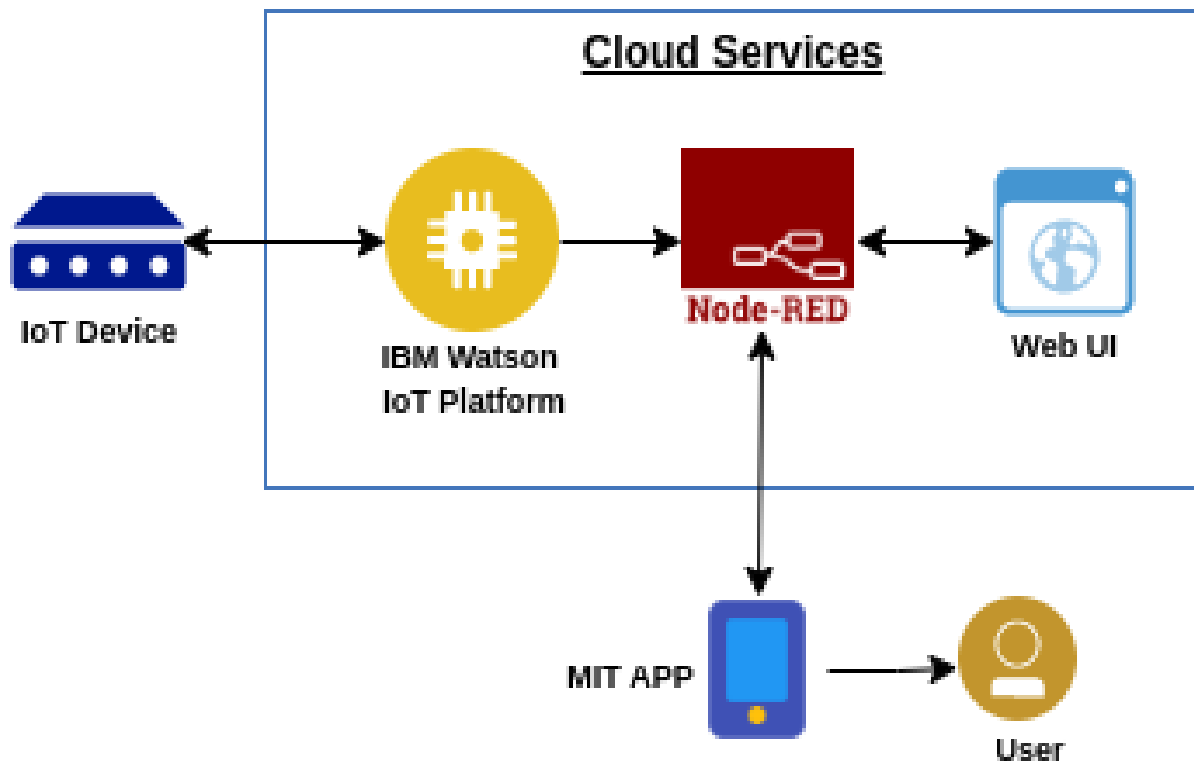 Cloud Services
IoT Device
IBM Watson
IoT Platform
Node-RED
Web UI
MIT APP
User